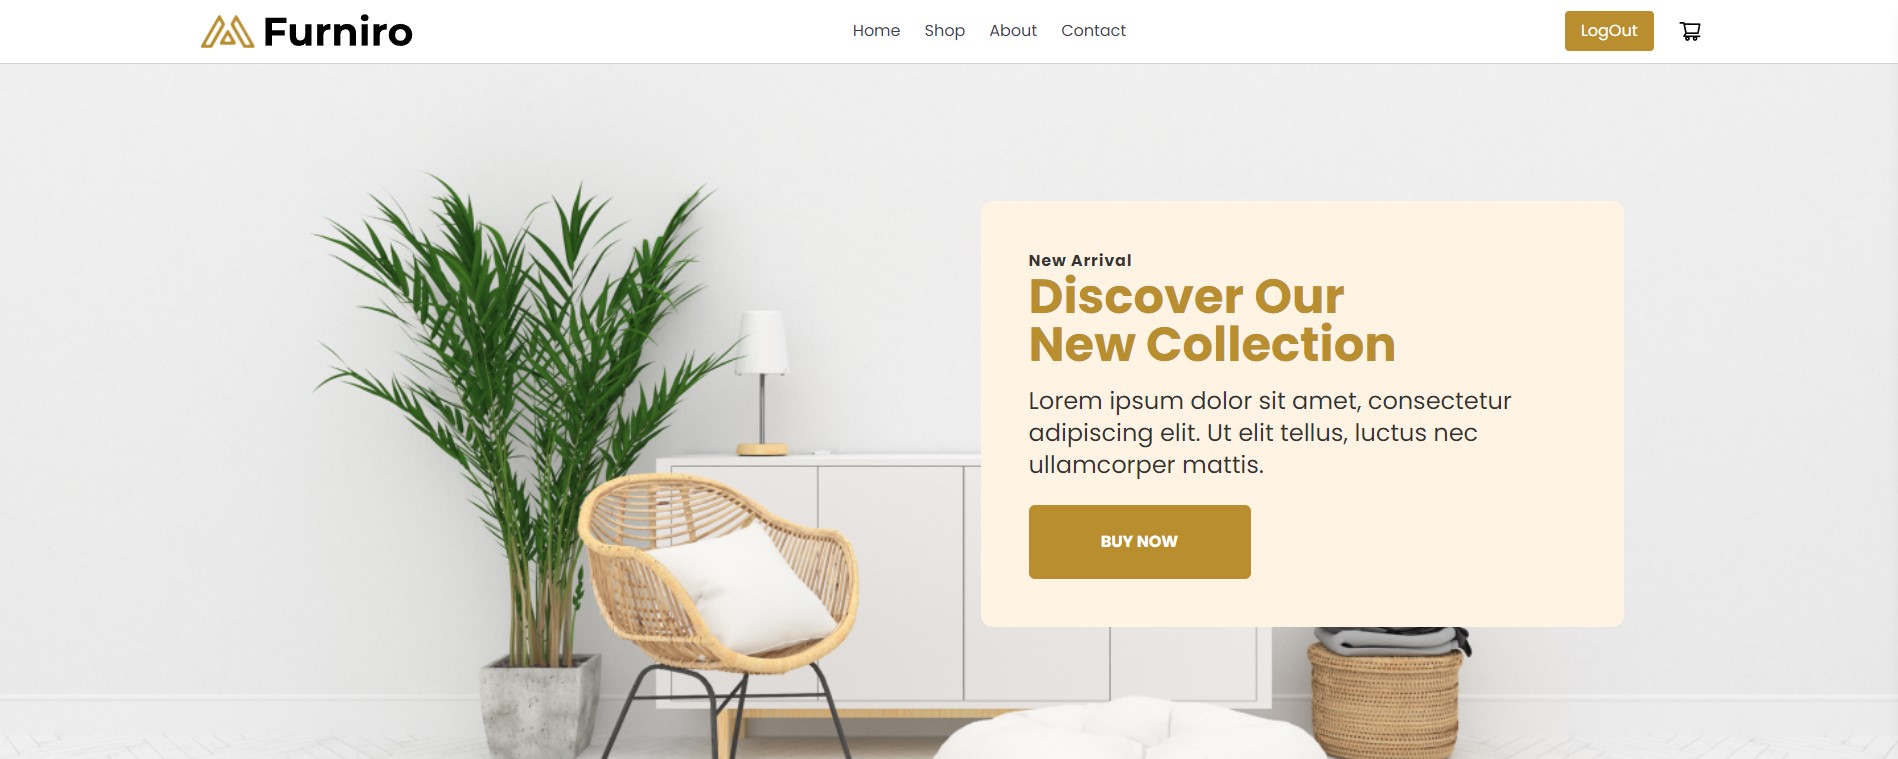 Furniro
Home Shop About Contact
LogOut
New Arrival
Discover Our
New Collection
Lorem ipsum dolor sit amet, consectetur
adipiscing elit. Ut elit tellus, luctus nec
ullamcorper mattis.
BUY NOW